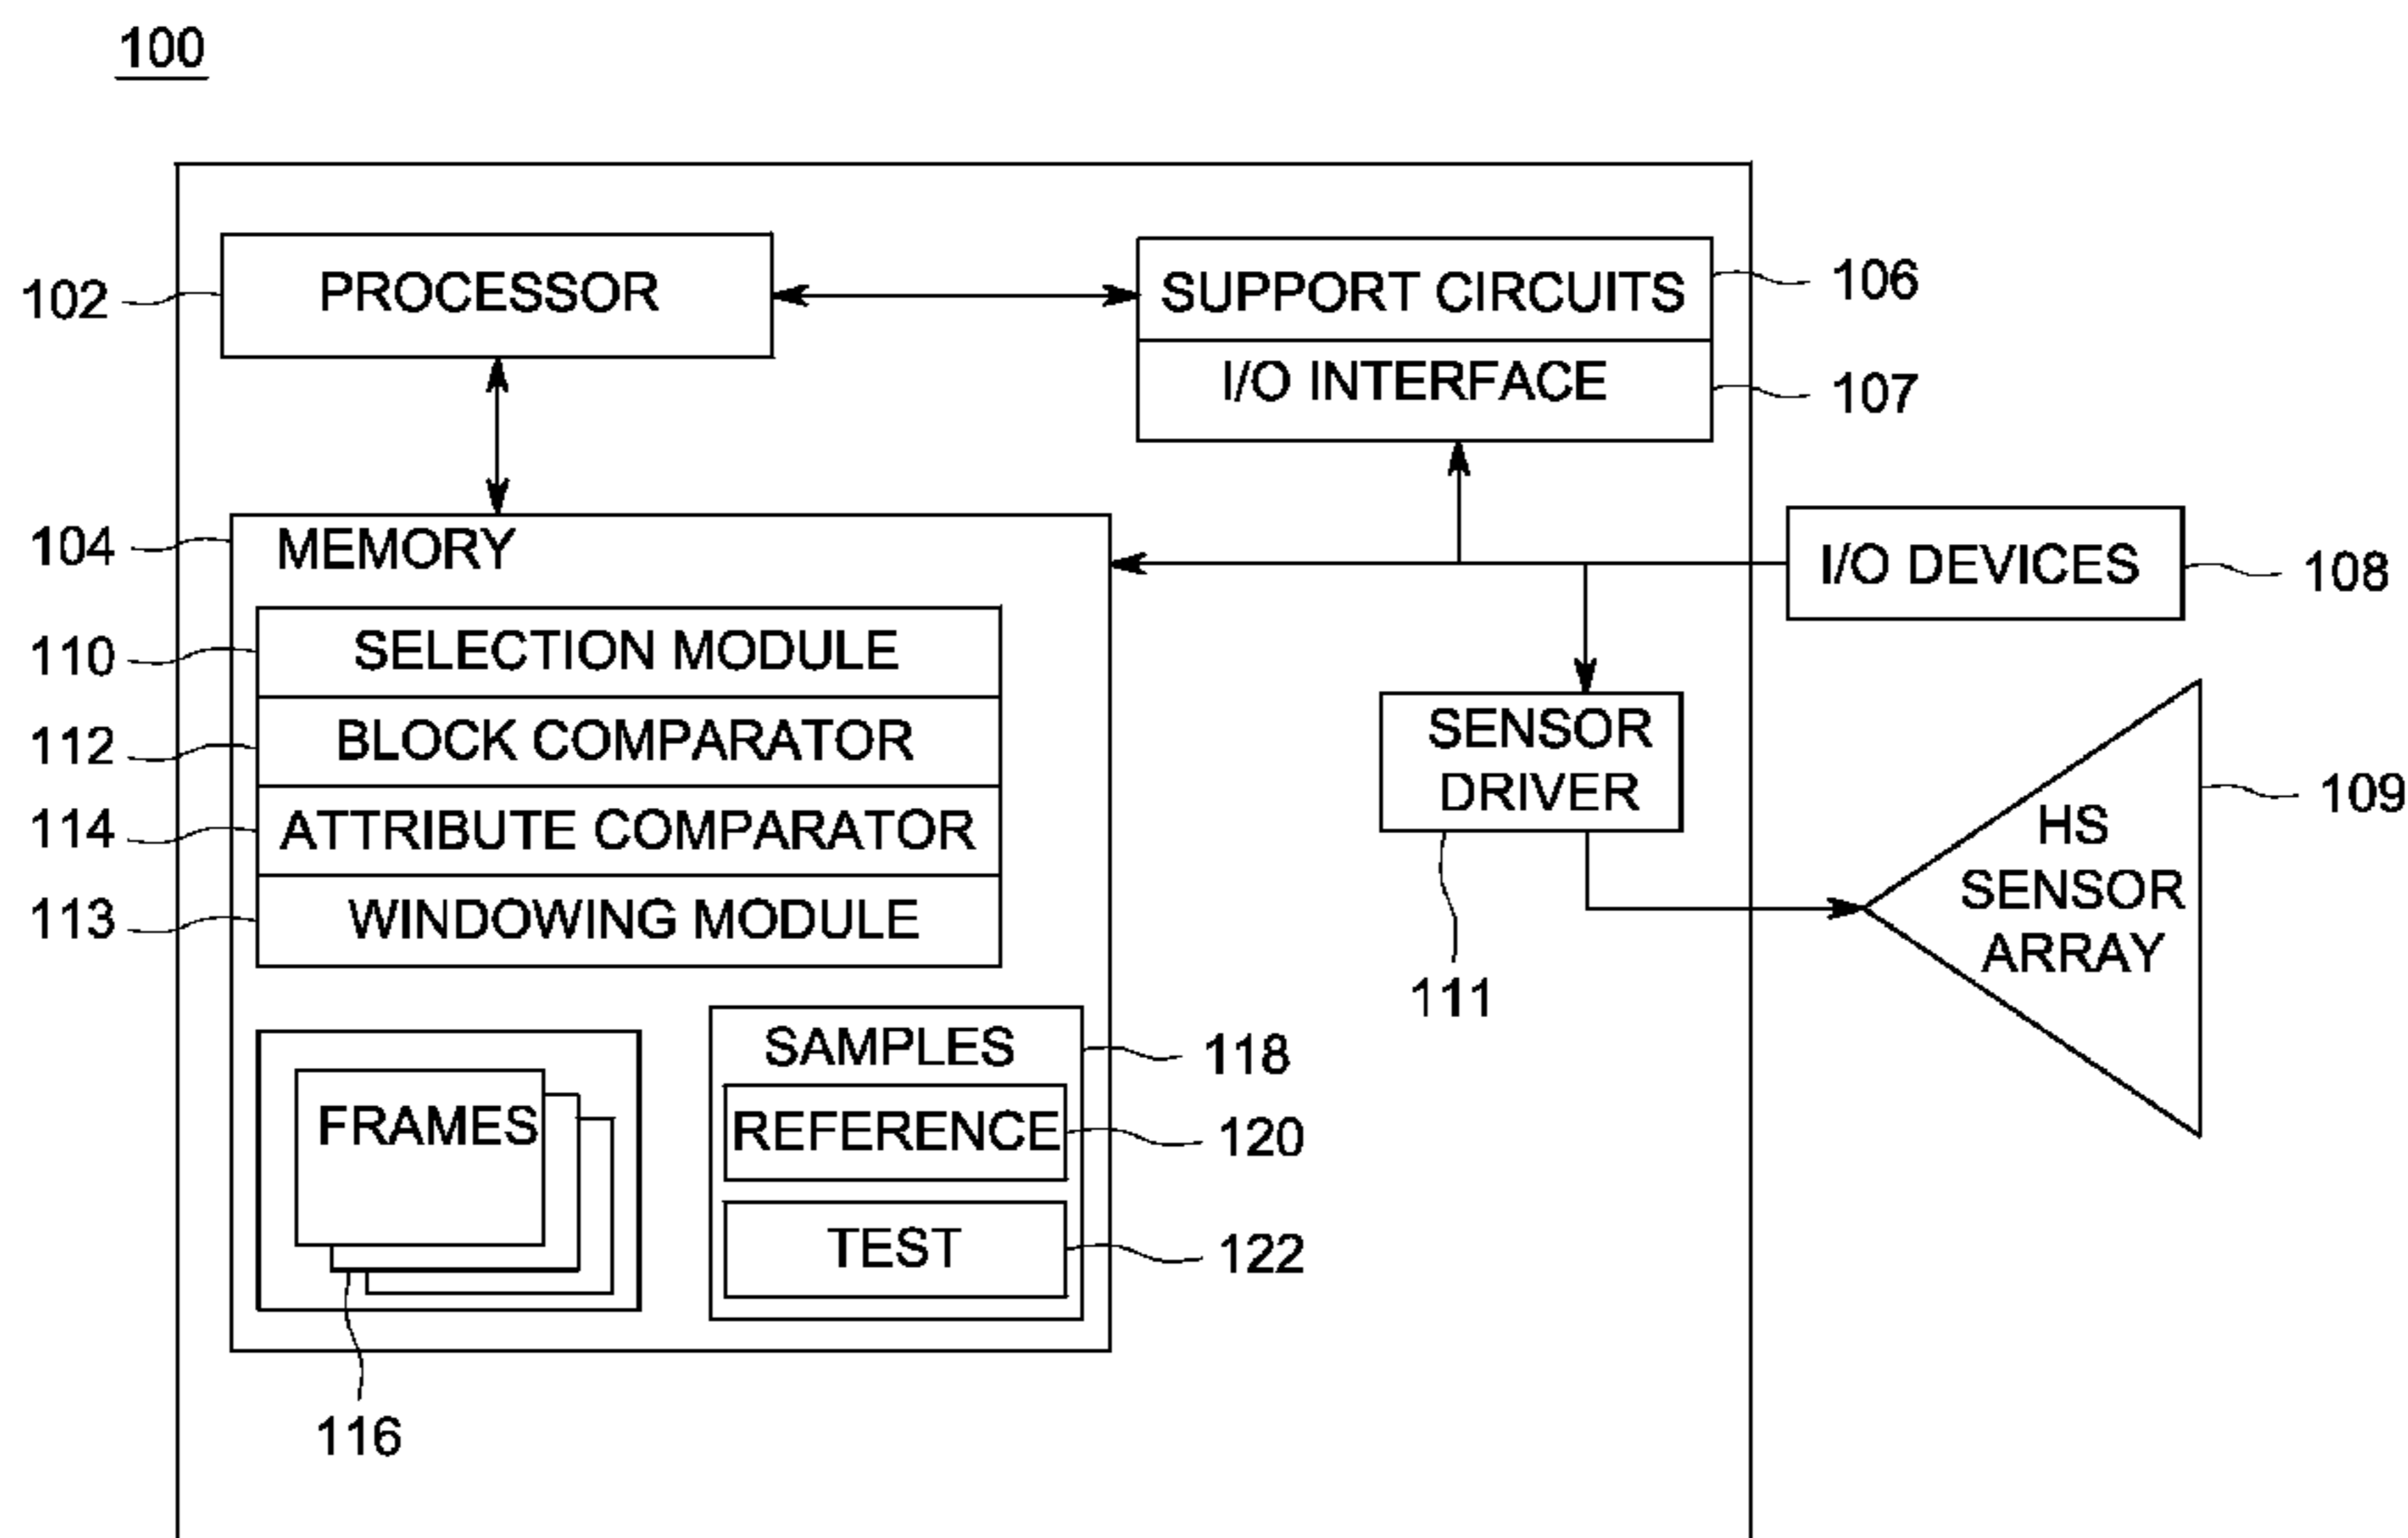 100
102
PROCESSOR
SUPPORT CIRCUITS
106
I/O INTERFACE
107
104
MEMORY
I/O DEVICES
108
110
SELECTION MODULE
112
BLOCK COMPARATOR
114
ATTRIBUTE COMPARATOR
113
WINDOWING MODULE
SENSOR
DRIVER
111
HS
SENSOR
ARRAY
109
FRAMES
116
SAMPLES
118
REFERENCE
120
TEST
122